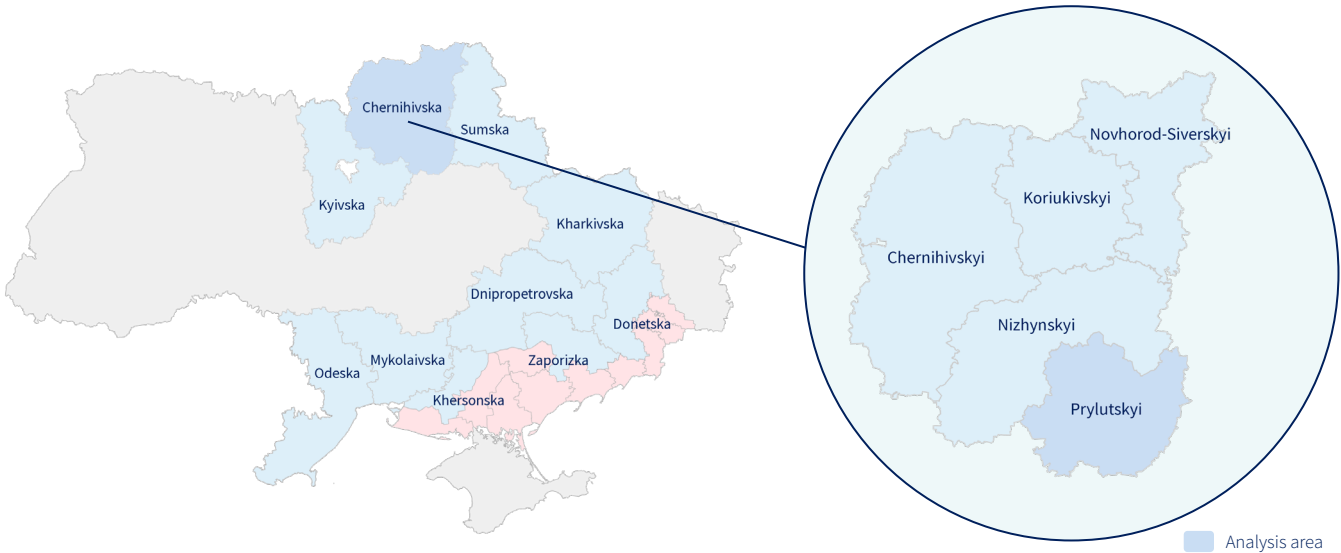 Chernihivska
Sumska
Kyivska
Kharkivska
Dnipropetrovska
Donetska
Zaporizka
Mykolaivska
Odeska
Khersonska
Novhorod-Siverskyi
Koriukivskyi
Chernihivskyi
Nizhynskyi
Prylutskyi
Analysis area